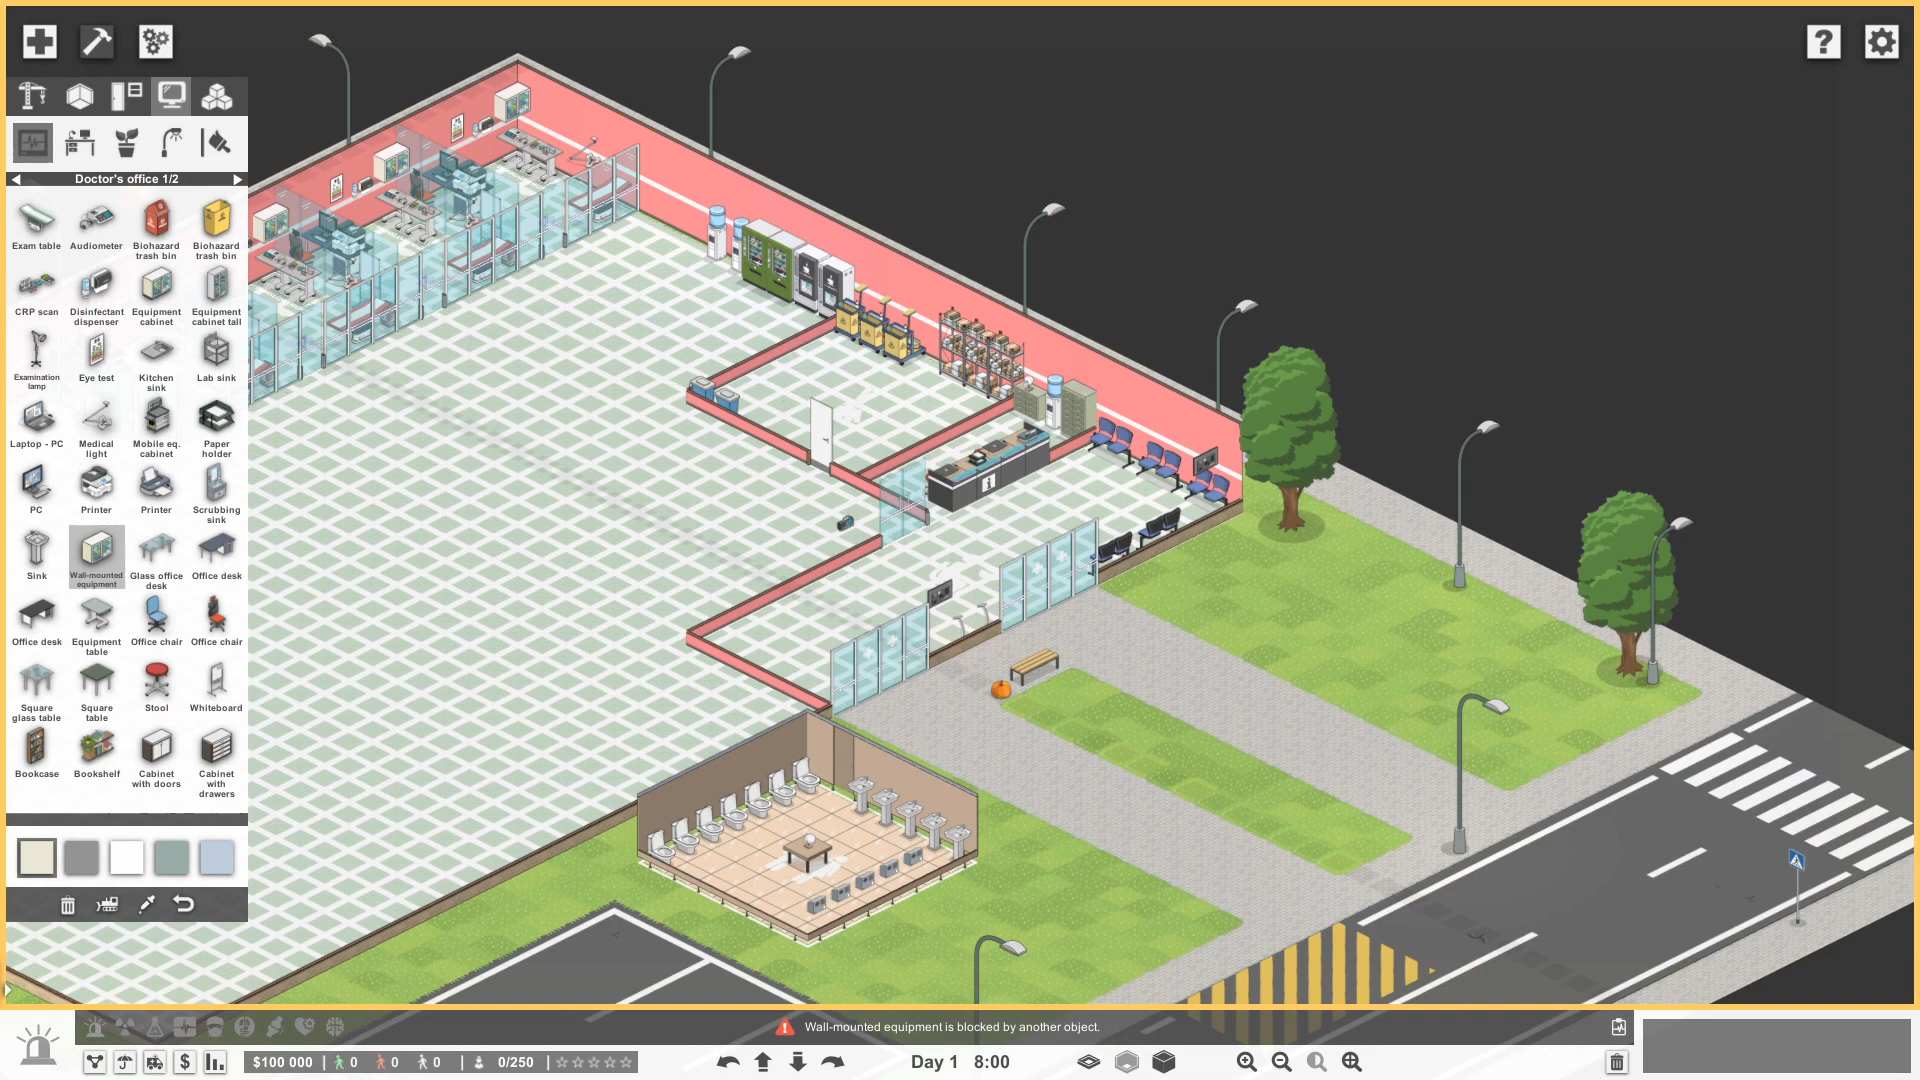 ?
Doctor's office 1/2
Exam table
Audiometer
Biohazard
trash bin
Biohazard
trash bin
CRP scan
Disinfectant
dispenser
Equipment
cabinet
Equipment
cabinet tall
Examination
lamp
Eye test
Kitchen
sink
Lab sink
Laptop - PC
Medical
light
Mobile eq.
cabinet
Paper
holder
PC
Printer
Printer
Scrubbing
sink
Sink
Wall-mounted
equipment
Glass office
desk
Office desk
Office desk
Equipment
table
Office chair
Office chair
Square
glass table
Square
table
Stool
Whiteboard
Bookcase
Bookshelf
Cabinet
with doors
Cabinet
with
drawers
i
Wall-mounted equipment is blocked by another object.
$
$100 000 | 0 0 0 | 0/250 |
Day 1 8:00